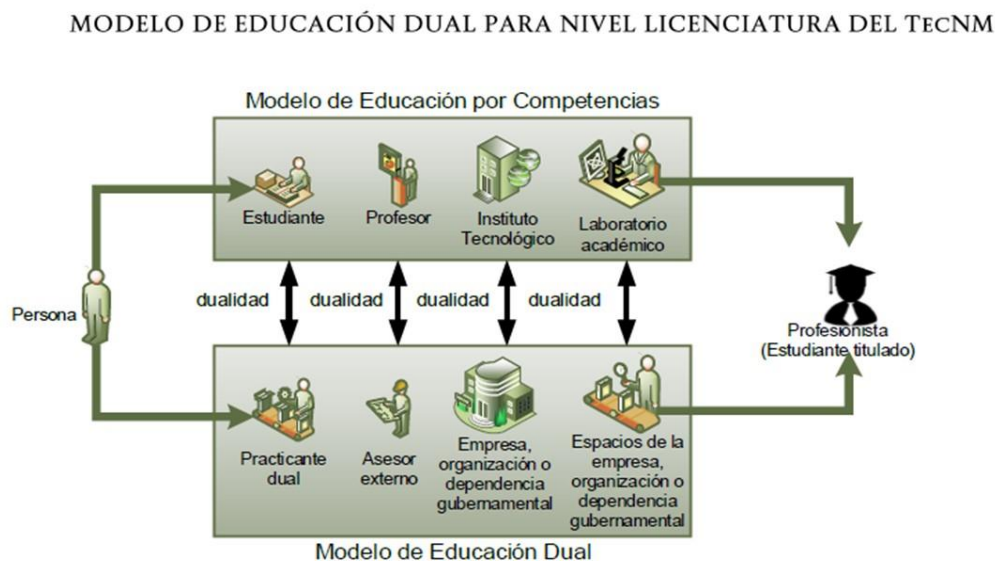 MODELO DE EDUCACIÓN DUAL PARA NIVEL LICENCIATURA DEL TECNM
Modelo de Educación por Competencias
Estudiante
Profesor
Instituto
Tecnológico
Laboratorio
académico
Persona
dualidad
dualidad
dualidad
dualidad
Profesionista
(Estudiante titulado)
Practicante
dual
Asesor
externo
Empresa,
organización o
dependencia
gubernamental
Espacios de la
empresa,
organización o
dependencia
gubernamental
Modelo de Educación Dual